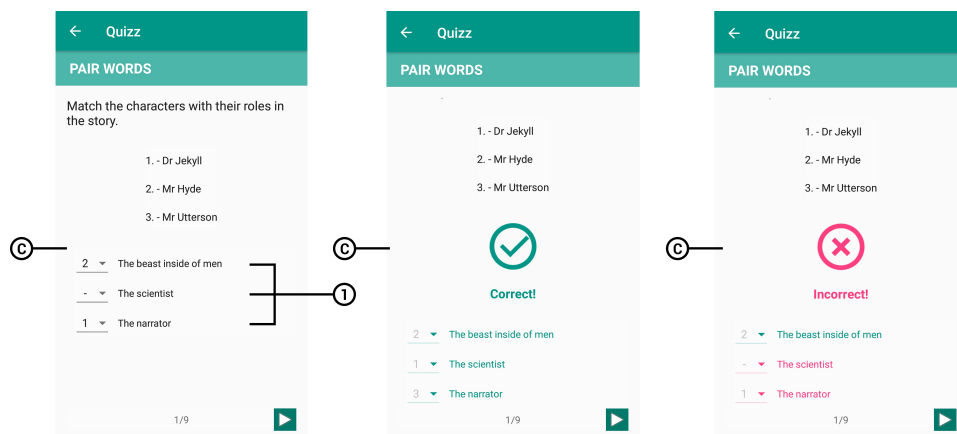 Quizz
PAIR WORDS
Match the characters with their roles in
the story.
1. - Dr Jekyll
2. - Mr Hyde
3. - Mr Utterson
C
2 The beast inside of men
- The scientist
1 The narrator
1
1/9
Quizz
PAIR WORDS
1. - Dr Jekyll
2. - Mr Hyde
3. - Mr Utterson
C
Correct!
2 The beast inside of men
1 The scientist
3 The narrator
1/9
Quizz
PAIR WORDS
1. - Dr Jekyll
2. - Mr Hyde
3. - Mr Utterson
C
Incorrect!
2 The beast inside of men
- The scientist
1 The narrator
1/9